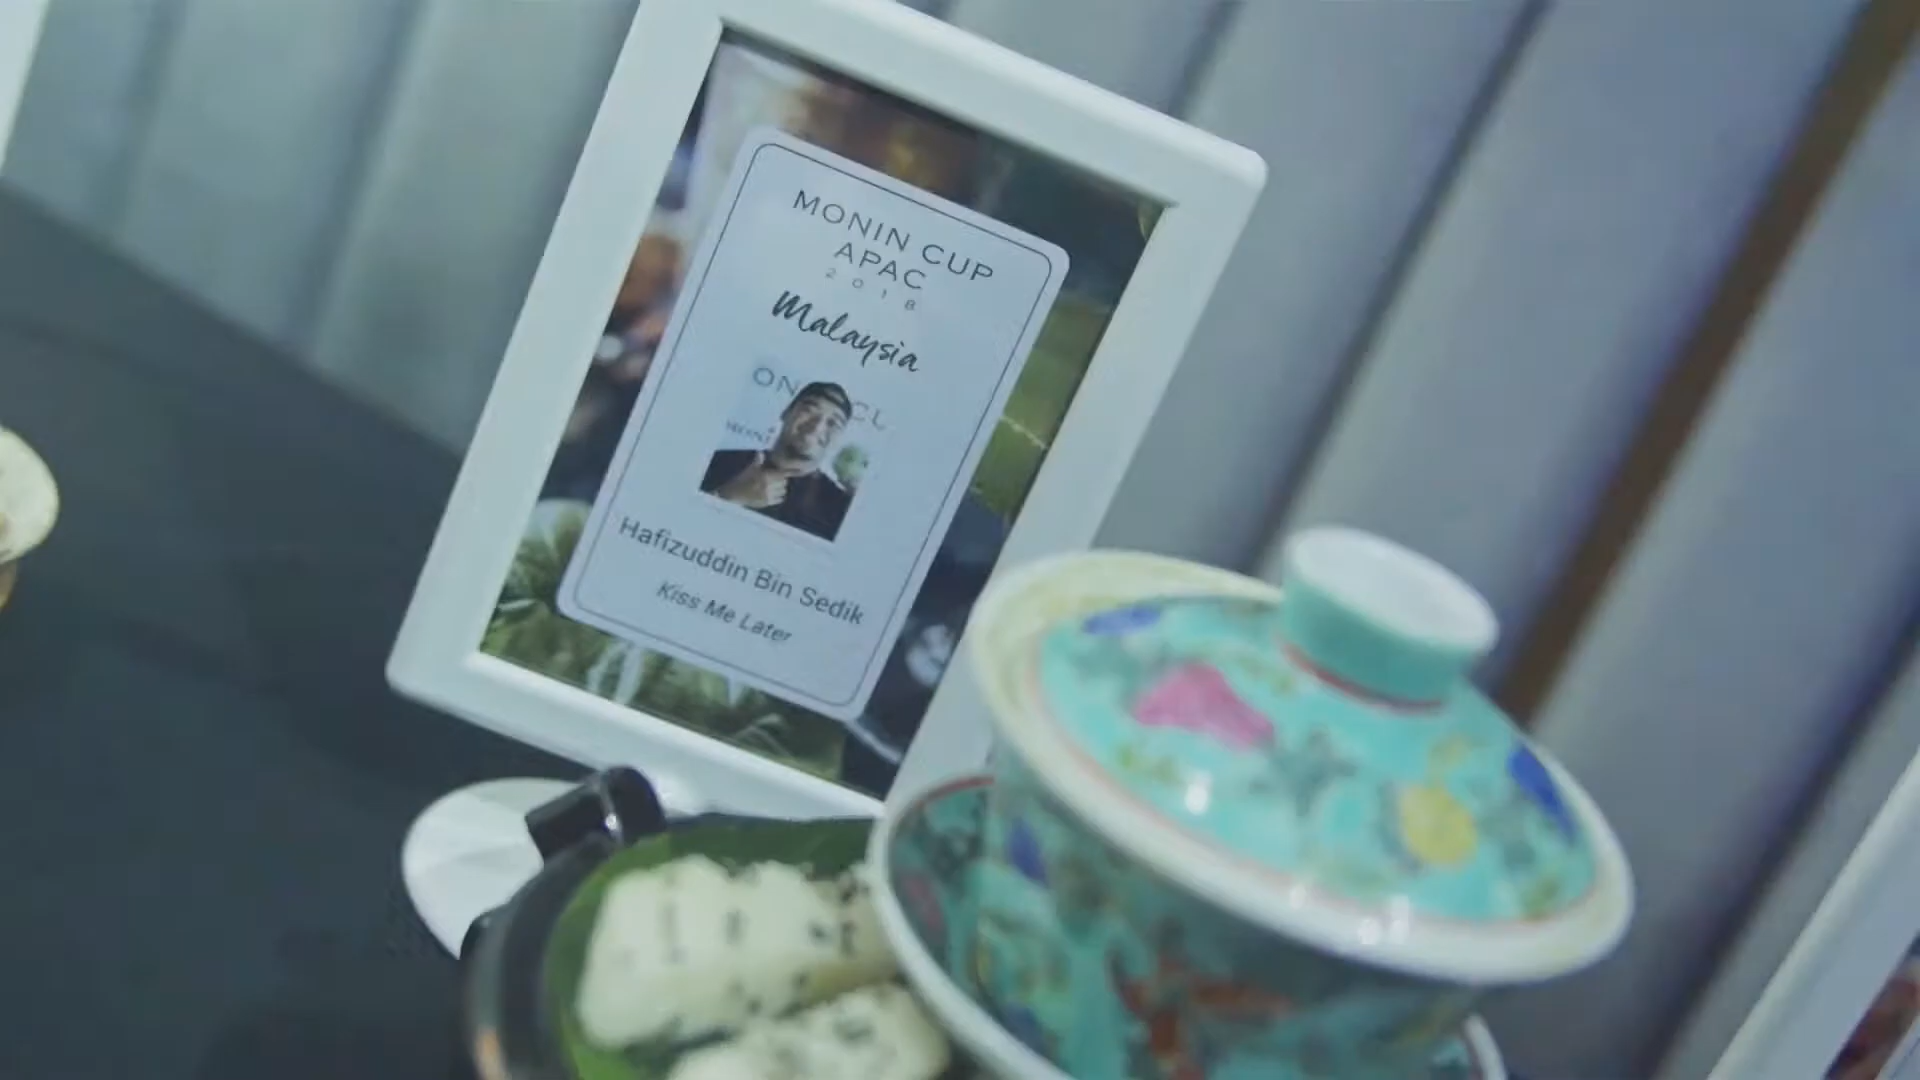 MONIN CUP
APAC
2018
Malaysia
Hafizuddin Bin Sedik
Kiss Me Later